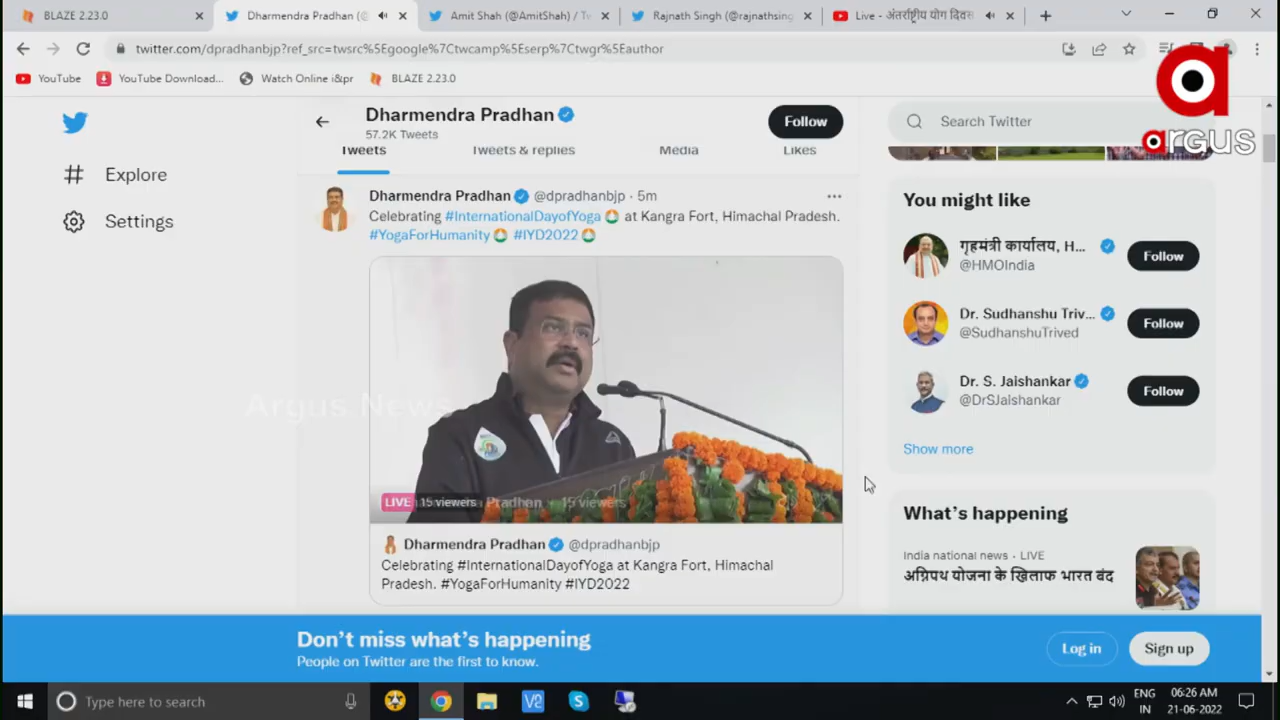 BLAZE 2.23.0
Dharmendra Pradhan (@
Amit Shah (@AmitShah) / Tw
Rajnath Singh (@rajnathsing
Live - अंतर्राष्ट्रीय योग दिवस
twitter.com/dpradhanbjp?ref_src=twsrc%5Egoogle%7Ctwcamp%5Eserp%7Ctwgr%5Eauthor
YouTube
YouTube Download...
Watch Online i&pr
BLAZE 2.23.0
argus
Dharmendra Pradhan
57.2K Tweets
Follow
Search Twitter
Tweets
Tweets & replies
Media
Likes
Explore
Settings
Dharmendra Pradhan @dpradhanbjp · 5m
Celebrating #InternationalDayofYoga at Kangra Fort, Himachal Pradesh.
#YogaForHumanity #IYD2022
Argus News
LIVE 15 viewers
Pradhan · 15 viewers
Dharmendra Pradhan @dpradhanbjp
Celebrating #InternationalDayofYoga at Kangra Fort, Himachal
Pradesh. #YogaForHumanity #IYD2022
You might like
गृहमंत्री कार्यालय, H...
@HMOIndia
Follow
Dr. Sudhanshu Triv...
@SudhanshuTrived
Follow
Dr. S. Jaishankar
@DrSJaishankar
Follow
Show more
What's happening
India national news · LIVE
अग्निपथ योजना के खिलाफ भारत बंद
Don't miss what's happening
People on Twitter are the first to know.
Log in
Sign up
Type here to search
ENG
IN
06:26 AM
21-06-2022